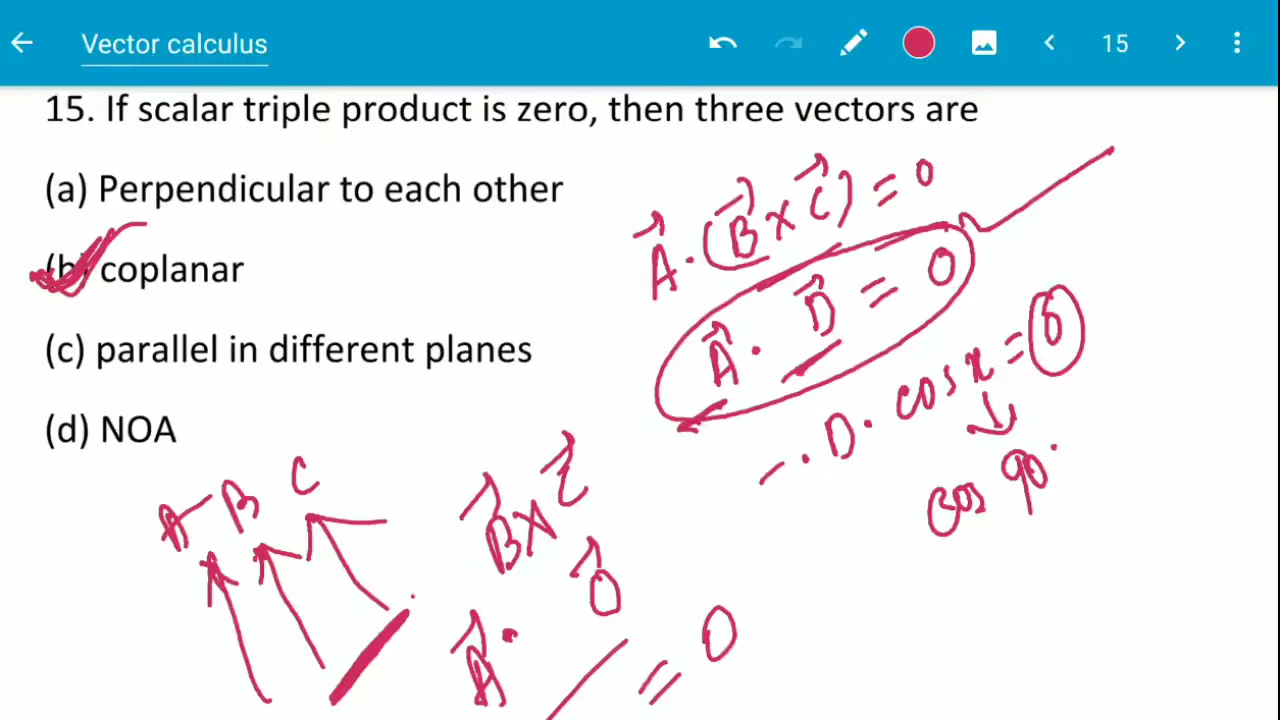 Vector calculus
15
15. If scalar triple product is zero, then three vectors are
(a) Perpendicular to each other
(b) coplanar
(c) parallel in different planes
(d) NOA
A⃗ · (B⃗ × C⃗) = 0
A⃗ · D⃗ = 0
D · cos x = 0
cos 90°
A B C
B⃗ × C⃗
0⃗
A⃗ ·
= 0